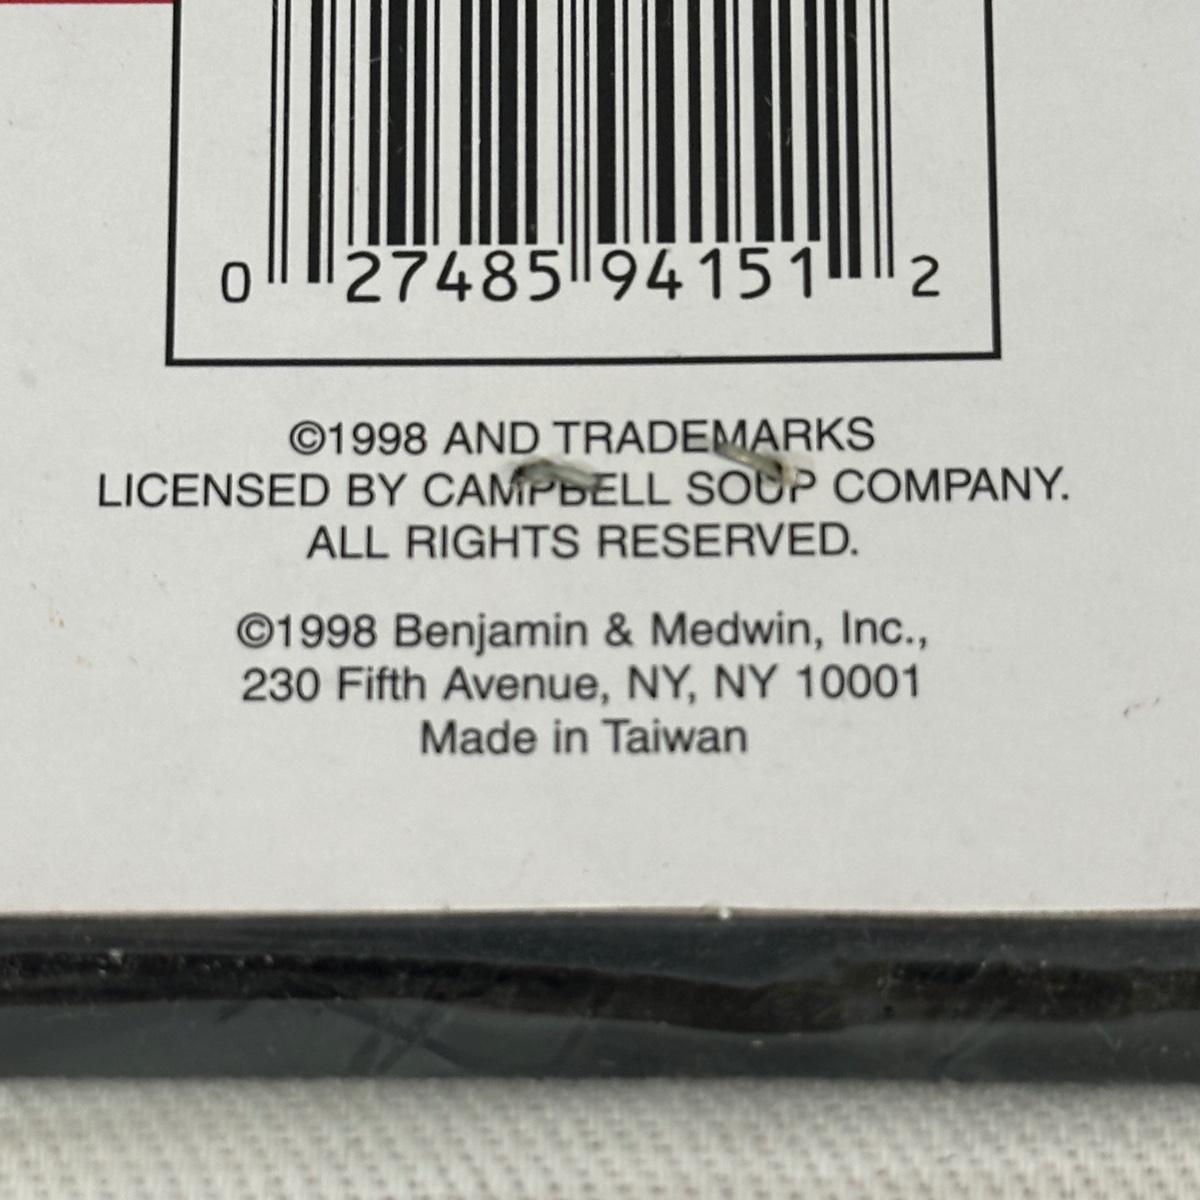 0 27485 94151 2
©1998 AND TRADEMARKS
LICENSED BY CAMPBELL SOUP COMPANY.
ALL RIGHTS RESERVED.
©1998 Benjamin & Medwin, Inc.,
230 Fifth Avenue, NY, NY 10001
Made in Taiwan